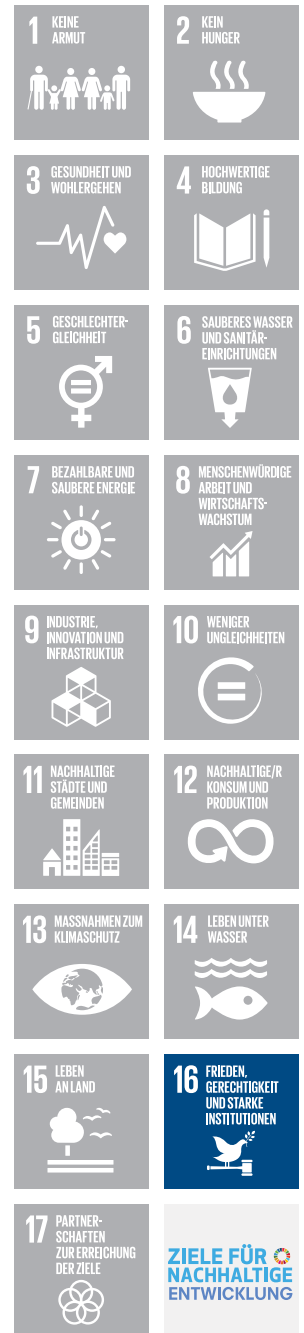 1 KEINE
ARMUT
2 KEIN
HUNGER
3 GESUNDHEIT UND
WOHLERGEHEN
4 HOCHWERTIGE
BILDUNG
5 GESCHLECHTER-
GLEICHHEIT
6 SAUBERES WASSER
UND SANITÄR-
EINRICHTUNGEN
7 BEZAHLBARE UND
SAUBERE ENERGIE
8 MENSCHENWÜRDIGE
ARBEIT UND
WIRTSCHAFTS-
WACHSTUM
9 INDUSTRIE,
INNOVATION UND
INFRASTRUKTUR
10 WENIGER
UNGLEICHHEITEN
11 NACHHALTIGE
STÄDTE UND
GEMEINDEN
12 NACHHALTIGE/R
KONSUM UND
PRODUKTION
13 MASSNAHMEN ZUM
KLIMASCHUTZ
14 LEBEN UNTER
WASSER
15 LEBEN
AN LAND
16 FRIEDEN,
GERECHTIGKEIT
UND STARKE
INSTITUTIONEN
17 PARTNER-
SCHAFTEN
ZUR ERREICHUNG
DER ZIELE
ZIELE FÜR
NACHHALTIGE
ENTWICKLUNG